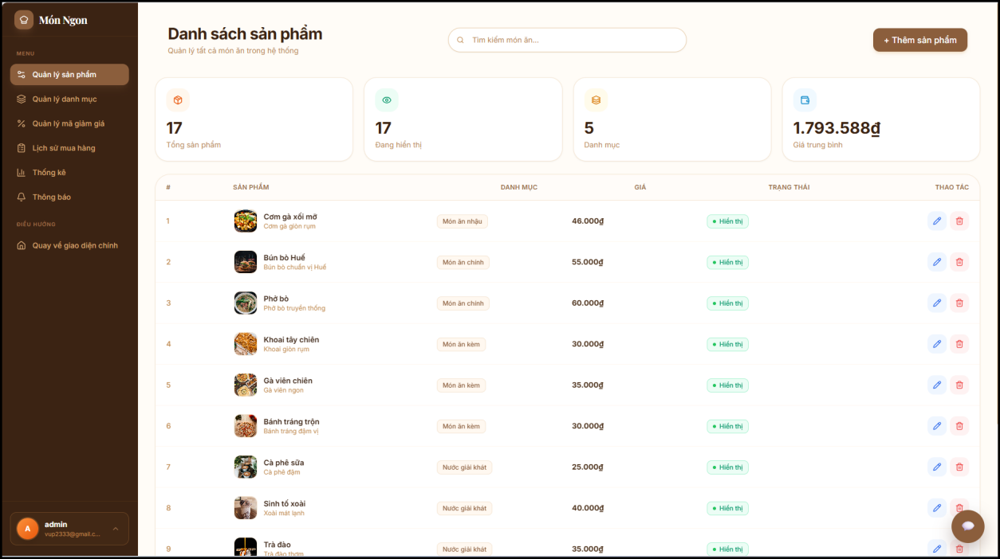 Món Ngon
MENU
Quản lý sản phẩm
Quản lý danh mục
Quản lý mã giảm giá
Lịch sử mua hàng
Thống kê
Thông báo
ĐIỀU HƯỚNG
Quay về giao diện chính
A
admin
vup2333@gmail.c...
Danh sách sản phẩm
Quản lý tất cả món ăn trong hệ thống
Tìm kiếm món ăn...
+ Thêm sản phẩm
17
Tổng sản phẩm
17
Đang hiển thị
5
Danh mục
1.793.588₫
Giá trung bình
# SẢN PHẨM DANH MỤC GIÁ TRẠNG THÁI THAO TÁC
1 Cơm gà xối mỡ Món ăn nhậu 46.000₫ Hiển thị
Cơm gà giòn rụm
2 Bún bò Huế Món ăn chính 55.000₫ Hiển thị
Bún bò chuẩn vị Huế
3 Phở bò Món ăn chính 60.000₫ Hiển thị
Phở bò truyền thống
4 Khoai tây chiên Món ăn kèm 30.000₫ Hiển thị
Khoai giòn rụm
5 Gà viên chiên Món ăn kèm 35.000₫ Hiển thị
Gà viên ngon
6 Bánh tráng trộn Món ăn kèm 30.000₫ Hiển thị
Bánh tráng đậm vị
7 Cà phê sữa Nước giải khát 25.000₫ Hiển thị
Cà phê đậm
8 Sinh tố xoài Nước giải khát 40.000₫ Hiển thị
Xoài mát lạnh
9 Trà đào Nước giải khát 35.000₫ Hiển thị
Trà đào thơm